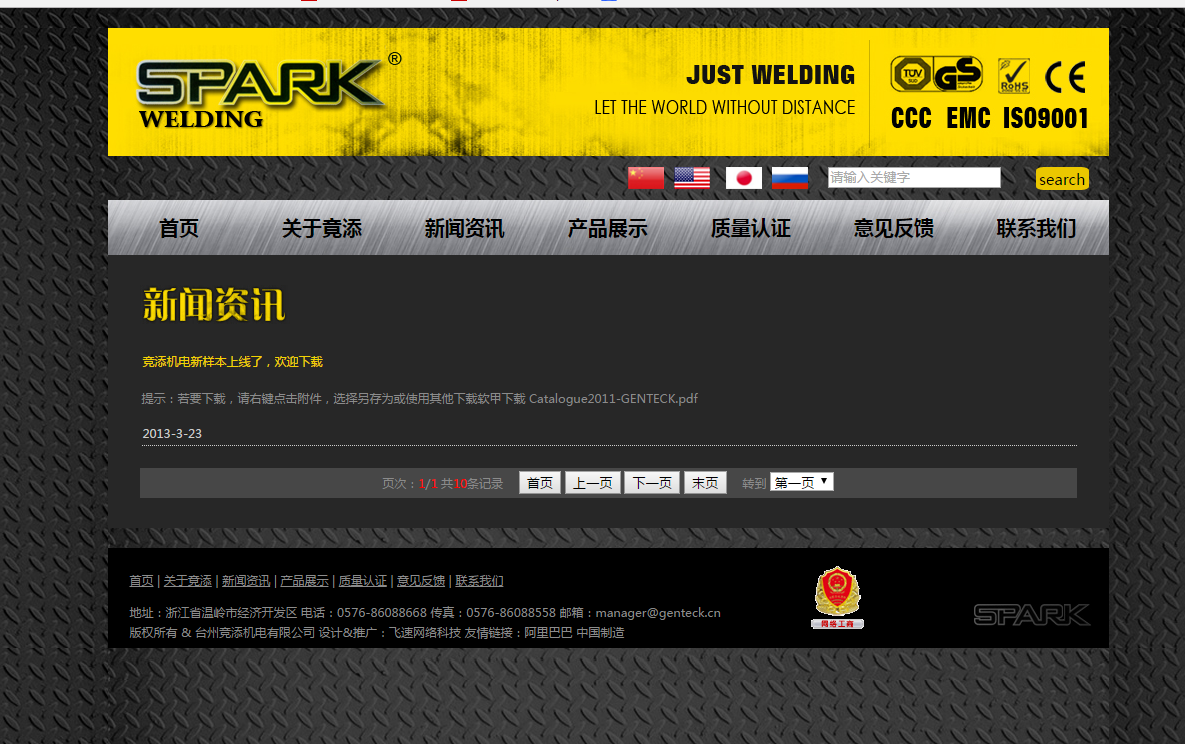 SPARK®
WELDING
JUST WELDING
LET THE WORLD WITHOUT DISTANCE
TUV GS RoHS CE
CCC EMC ISO9001
请输入关键字 search
首页 关于竟添 新闻资讯 产品展示 质量认证 意见反馈 联系我们
新闻资讯
竞添机电新样本上线了，欢迎下载
提示：若要下载，请右键点击附件，选择另存为或使用其他下载软甲下载 Catalogue2011-GENTECK.pdf
2013-3-23
页次：1/1 共10条记录 首页 上一页 下一页 末页 转到 第一页
首页 | 关于竞添 | 新闻资讯 | 产品展示 | 质量认证 | 意见反馈 | 联系我们
地址：浙江省温岭市经济开发区 电话：0576-86088668 传真：0576-86088558 邮箱：manager@genteck.cn
版权所有 & 台州竞添机电有限公司 设计&推广：飞速网络科技 友情链接：阿里巴巴 中国制造
网络工商
SPARK